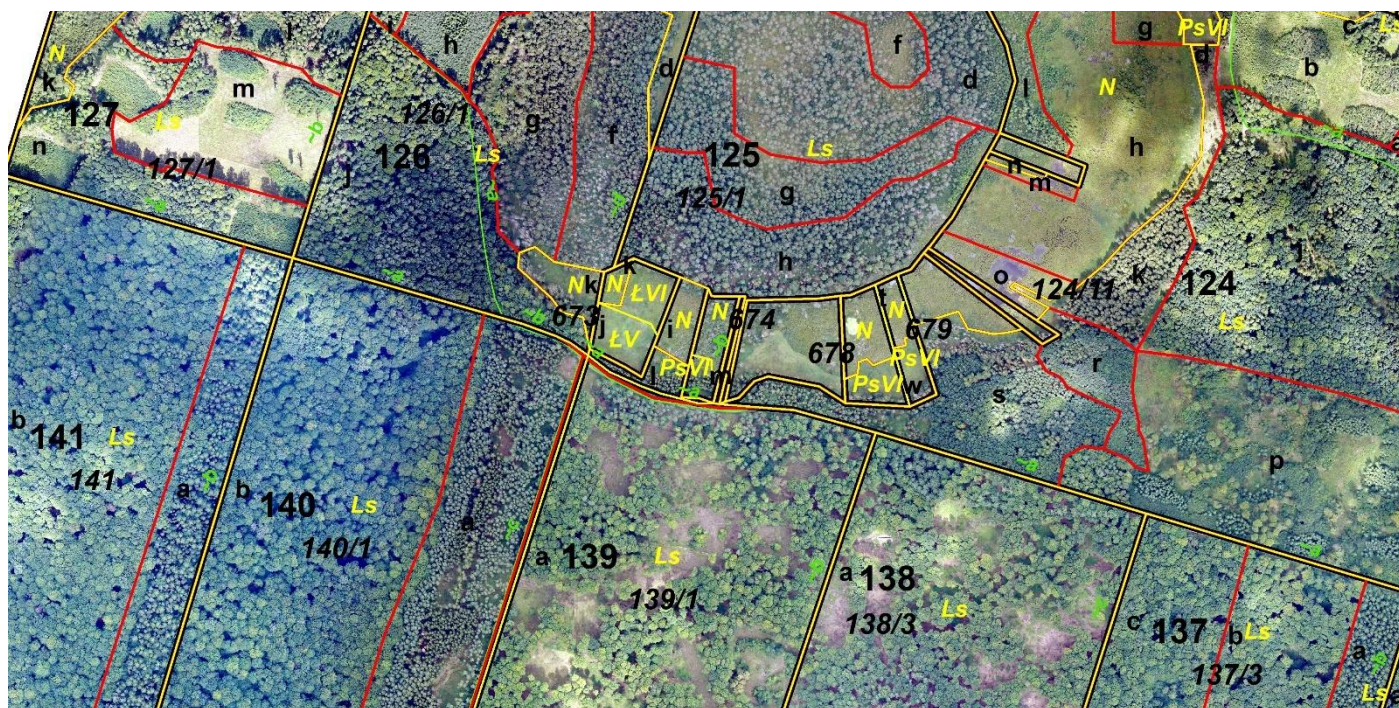 l
h
g
PsVI
c
Ls
N
k
m
d
f
d
l
N
d
b
127
Ls
126/1
g
f
h
n
127/1
j
126
Ls
125
Ls
125/1
g
n
m
h
k
o
124/11
k
124
l
Ls
N
k
N
ŁVI
673
j
ŁV
N
i
N
674
PsVI
l
m
678
N
t
N
679
PsVI
PsVI
w
s
r
p
b
141
Ls
141
a
b
140
Ls
140/1
a
a
139
Ls
139/1
a
138
Ls
138/3
c
137
b
Ls
137/3
a
Ls